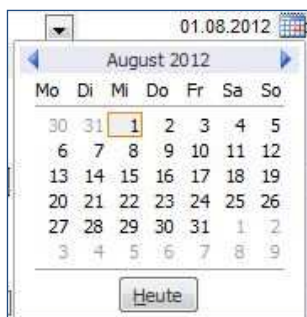 01.08.2012
August 2012
Mo Di Mi Do Fr Sa So
30 31 1 2 3 4 5
6 7 8 9 10 11 12
13 14 15 16 17 18 19
20 21 22 23 24 25 26
27 28 29 30 31 1 2
3 4 5 6 7 8 9
Heute